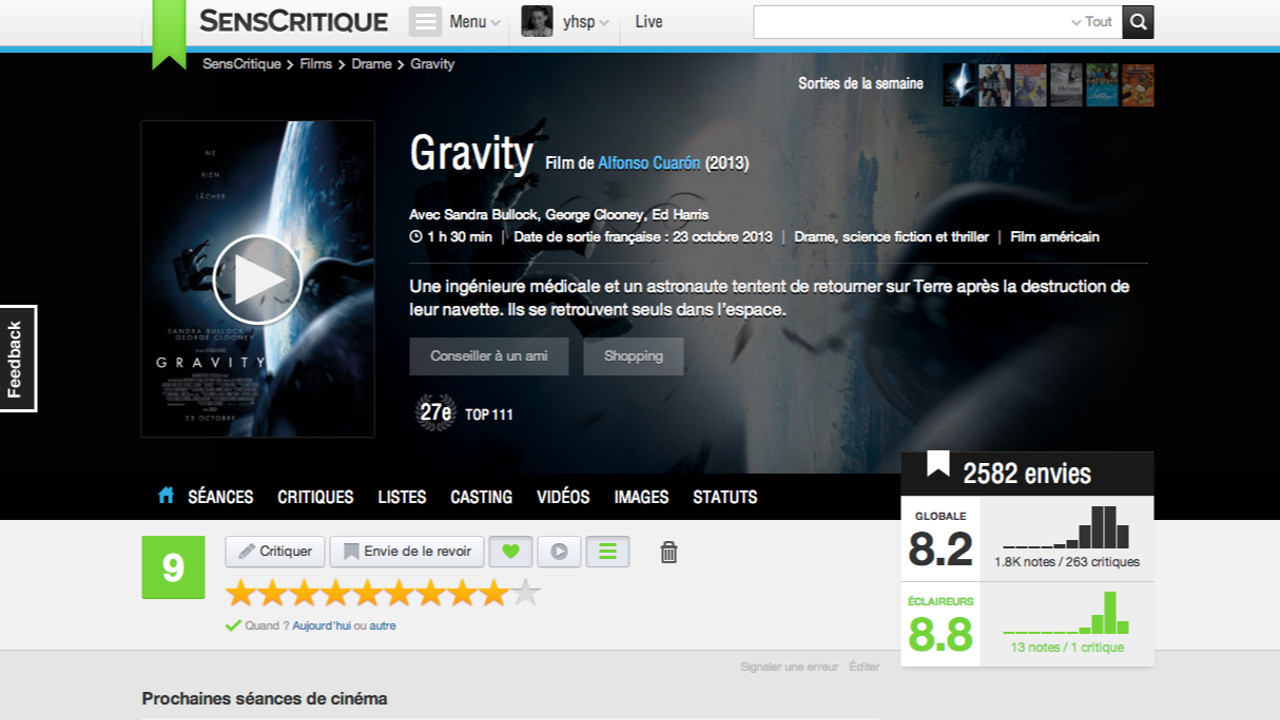 SENSCRITIQUE Menu yhsp Live Tout
SensCritique > Films > Drame > Gravity
Sorties de la semaine
NE
RIEN
LÂCHER
SANDRA BULLOCK
GEORGE CLOONEY
GRAVITY
23 OCTOBRE
Gravity Film de Alfonso Cuarón (2013)
Avec Sandra Bullock, George Clooney, Ed Harris
1 h 30 min | Date de sortie française : 23 octobre 2013 | Drame, science fiction et thriller | Film américain
Une ingénieure médicale et un astronaute tentent de retourner sur Terre après la destruction de
leur navette. Ils se retrouvent seuls dans l'espace.
Conseiller à un ami Shopping
27e TOP 111
Feedback
SÉANCES CRITIQUES LISTES CASTING VIDÉOS IMAGES STATUTS
2582 envies
GLOBALE
8.2
1.8K notes / 263 critiques
ÉCLAIREURS
8.8
13 notes / 1 critique
9
Critiquer Envie de le revoir
Quand ? Aujourd'hui ou autre
Signaler une erreur Éditer
Prochaines séances de cinéma